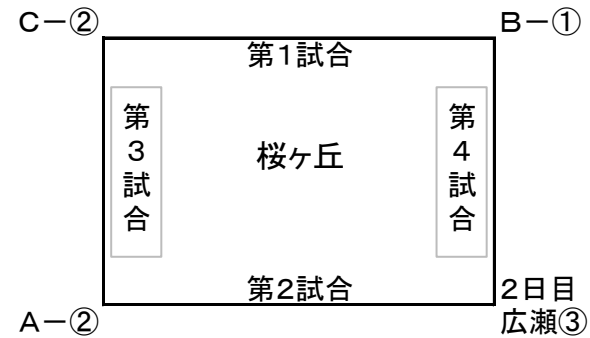 C－②
B－①
第1試合
第3試合
桜ヶ丘
第4試合
第2試合
A－②
2日目
広瀬③